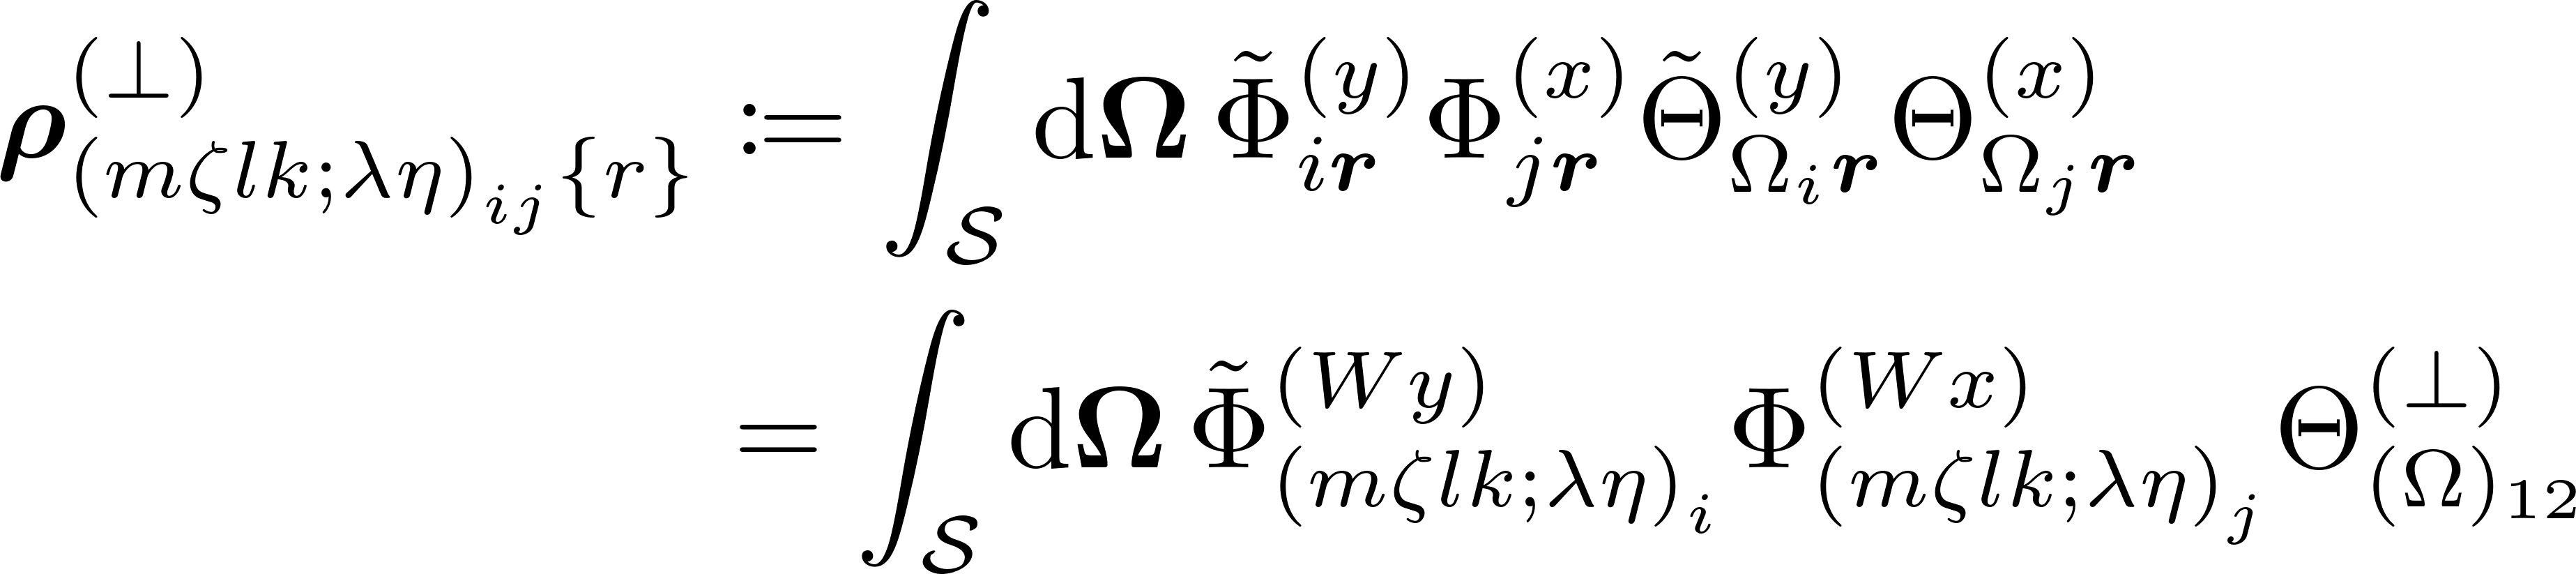 $\boldsymbol{\rho}^{(\perp)}_{(m\zeta lk;\lambda\eta)_{ij}\{r\}} := \int_{\mathcal{S}} \mathrm{d}\boldsymbol{\Omega}\, \tilde{\Phi}^{(y)}_{i\boldsymbol{r}} \Phi^{(x)}_{j\boldsymbol{r}} \tilde{\Theta}^{(y)}_{\Omega_i \boldsymbol{r}} \Theta^{(x)}_{\Omega_j \boldsymbol{r}}$
$= \int_{\mathcal{S}} \mathrm{d}\boldsymbol{\Omega}\, \tilde{\Phi}^{(Wy)}_{(m\zeta lk;\lambda\eta)_i} \Phi^{(Wx)}_{(m\zeta lk;\lambda\eta)_j} \Theta^{(\perp)}_{(\Omega)_{12}}$